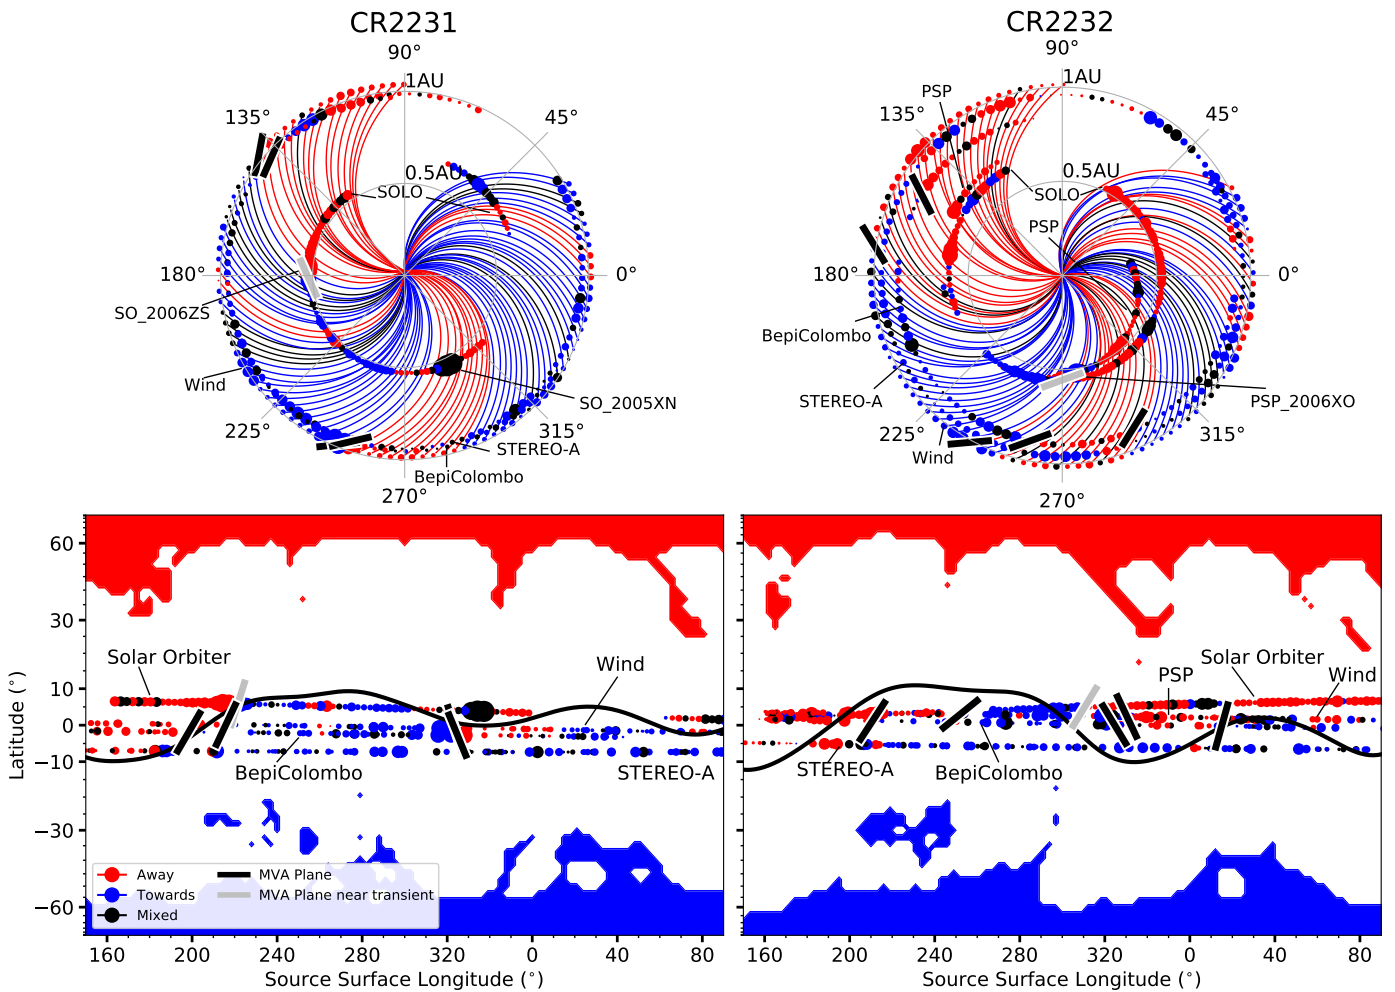 CR2231
90°
1AU
135°
45°
0.5AU
SOLO
180°
0°
SO_2006ZS
Wind
SO_2005XN
225°
315°
STEREO-A
BepiColombo
270°
CR2232
90°
1AU
PSP
135°
45°
0.5AU
SOLO
PSP
180°
0°
BepiColombo
STEREO-A
PSP_2006XO
225°
315°
Wind
270°
60
30
10
0
−10
−30
−60
Latitude (°)
Solar Orbiter
Wind
BepiColombo
STEREO-A
Away
Towards
Mixed
MVA Plane
MVA Plane near transient
160
200
240
280
320
0
40
80
Source Surface Longitude (°)
PSP
Solar Orbiter
Wind
STEREO-A
BepiColombo
160
200
240
280
320
0
40
80
Source Surface Longitude (°)